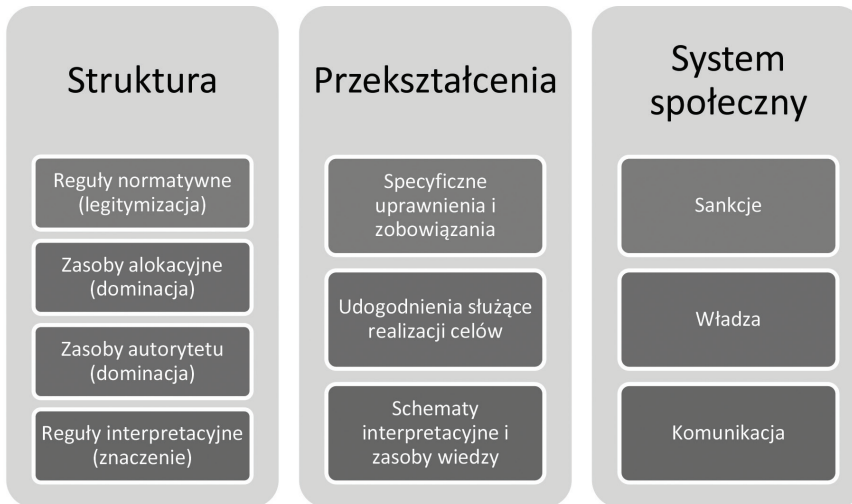 Struktura
Reguły normatywne
(legitymizacja)
Zasoby alokacyjne
(dominacja)
Zasoby autorytetu
(dominacja)
Reguły interpretacyjne
(znaczenie)
Przekształcenia
Specyficzne
uprawnienia i
zobowiązania
Udogodnienia służące
realizacji celów
Schematy
interpretacyjne i
zasoby wiedzy
System
społeczny
Sankcje
Władza
Komunikacja